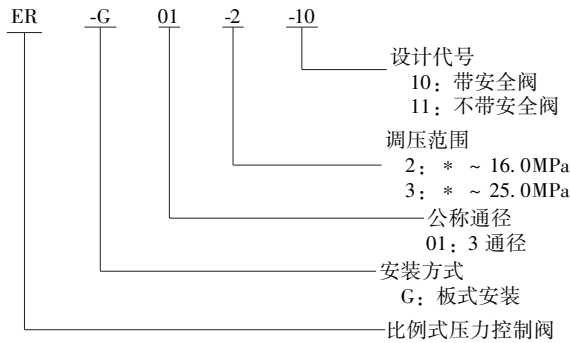 ER -G 01 -2 -10
设计代号
10：带安全阀
11：不带安全阀
调压范围
2：* ~ 16.0MPa
3：* ~ 25.0MPa
公称通径
01：3 通径
安装方式
G：板式安装
比例式压力控制阀